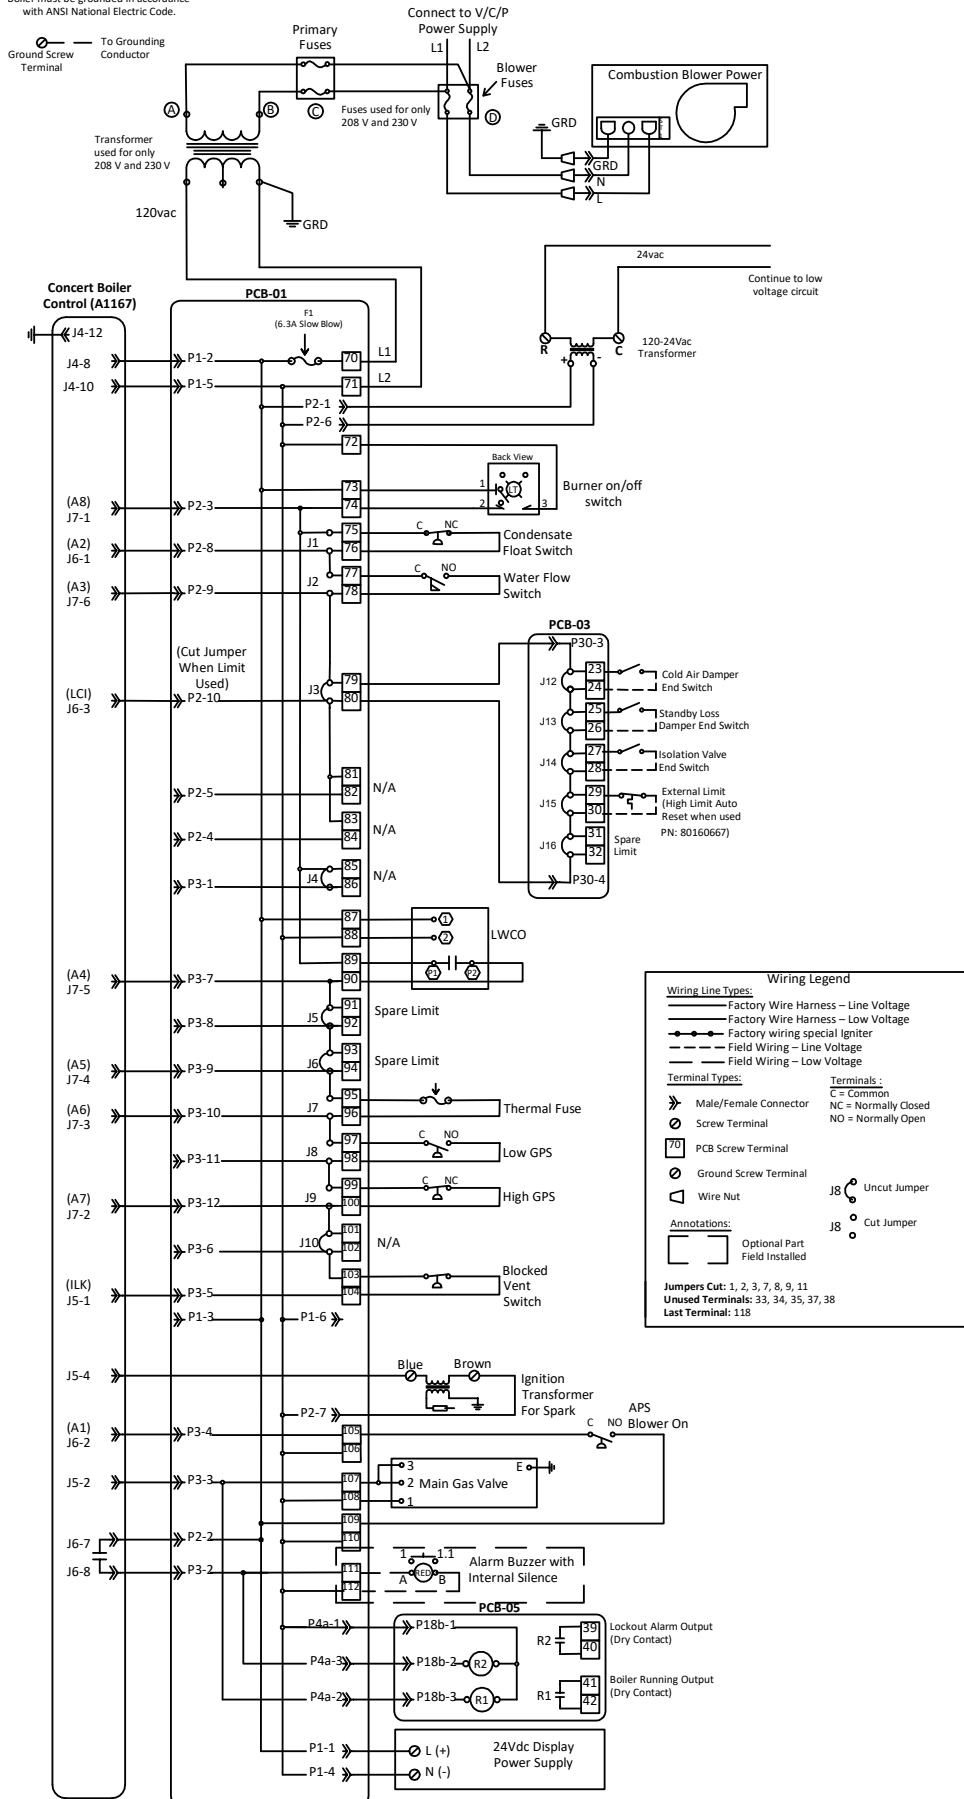 with ANSI National Electric Code.
Ground Screw
Terminal
To Grounding
Conductor
Primary
Fuses
Connect to V/C/P
Power Supply
L1
L2
Blower
Fuses
Combustion Blower Power
A
B
C
D
Fuses used for only
208 V and 230 V
Transformer
used for only
208 V and 230 V
GRD
GRD
N
L
120vac
GRD
24vac
Continue to low
voltage circuit
R
C
+
-
120-24Vac
Transformer
Concert Boiler
Control (A1167)
PCB-01
F1
(6.3A Slow Blow)
J4-12
J4-8
P1-2
70
L1
J4-10
P1-5
71
L2
P2-1
P2-6
72
Back View
73
1
LT
Burner on/off
switch
(A8)
J7-1
P2-3
74
2
3
75
C
NC
Condensate
Float Switch
(A2)
J6-1
P2-8
J1
76
77
C
NO
Water Flow
Switch
J2
(A3)
J7-6
P2-9
78
PCB-03
P30-3
(Cut Jumper
When Limit
Used)
79
J3
(LCI)
J6-3
P2-10
80
J12
23
24
Cold Air Damper
End Switch
J13
25
26
Standby Loss
Damper End Switch
J14
27
28
Isolation Valve
End Switch
J15
29
30
External Limit
(High Limit Auto
Reset when used
PN: 80160667)
J16
31
32
Spare
Limit
P30-4
81
P2-5
82
N/A
83
P2-4
84
N/A
85
P3-1
J4
86
N/A
87
1
88
2
LWCO
89
(A4)
J7-5
P3-7
90
P1
P2
91
Spare Limit
P3-8
J5
92
93
Spare Limit
(A5)
J7-4
P3-9
J6
94
95
(A6)
J7-3
P3-10
J7
96
Thermal Fuse
97
C
NO
P3-11
J8
98
Low GPS
99
C
NC
(A7)
J7-2
P3-12
J9
100
High GPS
101
P3-6
J10
102
N/A
103
Blocked
Vent
Switch
(ILK)
J5-1
P3-5
104
P1-3
P1-6
Wiring Legend
Wiring Line Types:
Factory Wire Harness – Line Voltage
Factory Wire Harness – Low Voltage
Factory wiring special Igniter
Field Wiring – Line Voltage
Field Wiring – Low Voltage
Terminal Types:
Male/Female Connector
Screw Terminal
70
PCB Screw Terminal
Ground Screw Terminal
Wire Nut
Terminals :
C = Common
NC = Normally Closed
NO = Normally Open
J8
Uncut Jumper
J8
Cut Jumper
Annotations:
Optional Part
Field Installed
Jumpers Cut: 1, 2, 3, 7, 8, 9, 11
Unused Terminals: 33, 34, 35, 37, 38
Last Terminal: 118
J5-4
Blue
Brown
Ignition
Transformer
For Spark
P2-7
APS
Blower On
C
NO
(A1)
J6-2
P3-4
105
106
J5-2
P3-3
107
108
3
2
1
Main Gas Valve
E
109
J6-7
P2-2
110
J6-8
P3-2
111
112
1
1.1
RED
A
B
Alarm Buzzer with
Internal Silence
PCB-05
P4a-1
P18b-1
P4a-3
P18b-2
R2
P4a-2
P18b-3
R1
R2
39
40
Lockout Alarm Output
(Dry Contact)
R1
41
42
Boiler Running Output
(Dry Contact)
P1-1
L (+)
P1-4
N (-)
24Vdc Display
Power Supply